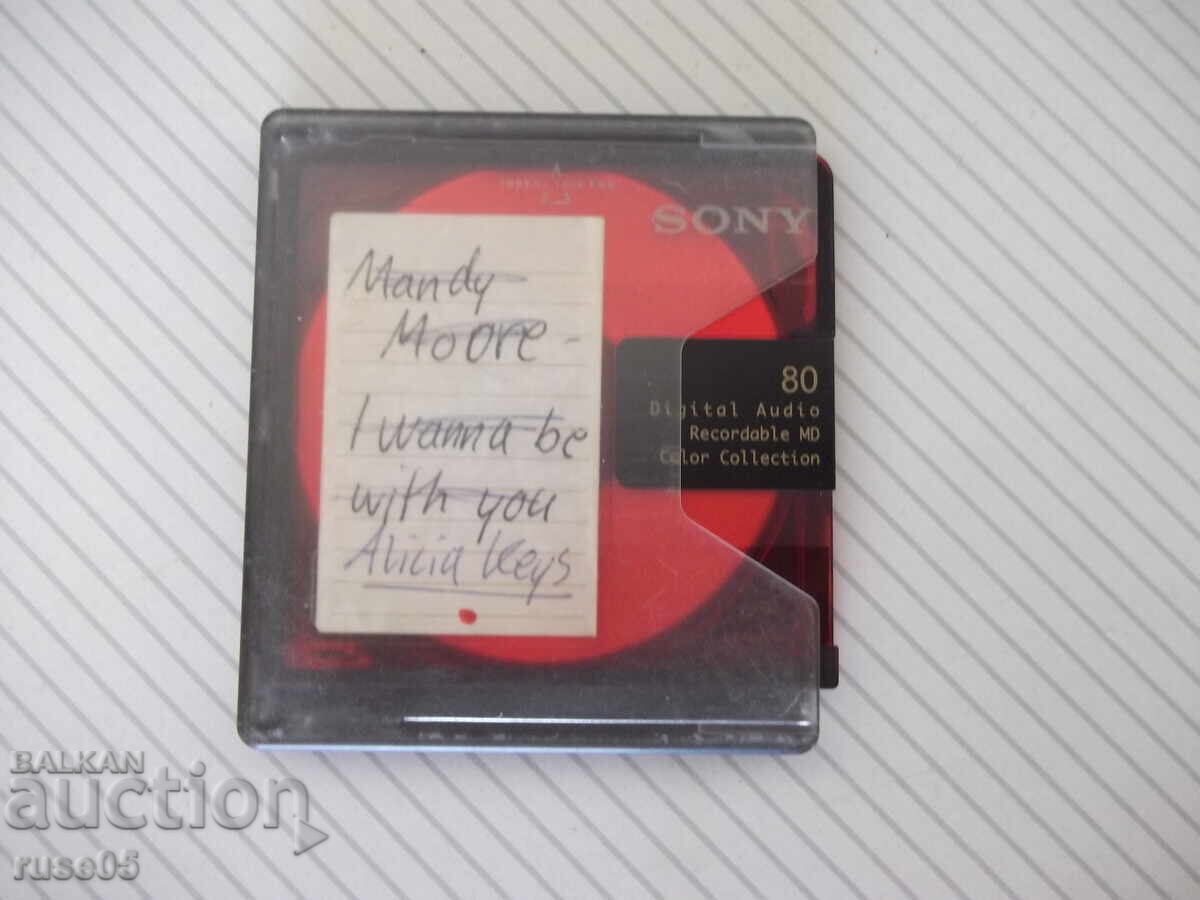 SONY
Mandy
Moore -
I wanna be
with you
Alicia Keys
80
Digital Audio
Recordable MD
Color Collection
BALKAN
auction
ruse05